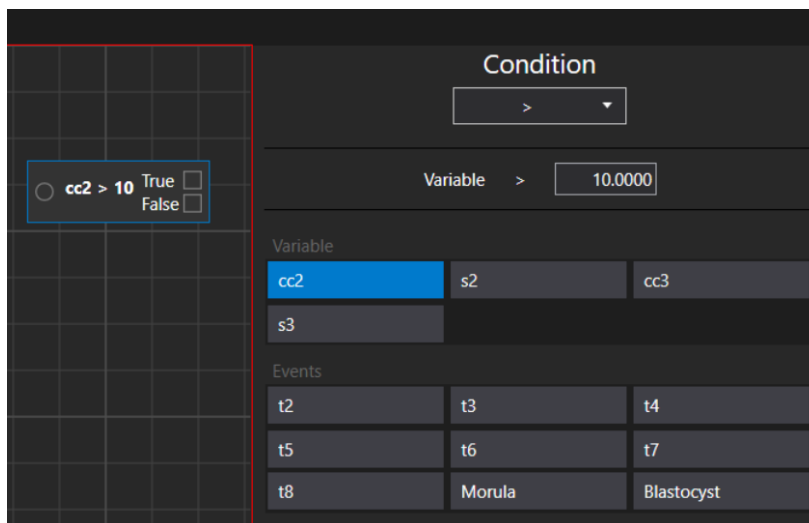 Condition
>
cc2 > 10 True
False
Variable > 10.0000
Variable
cc2 s2 cc3
s3
Events
t2 t3 t4
t5 t6 t7
t8 Morula Blastocyst